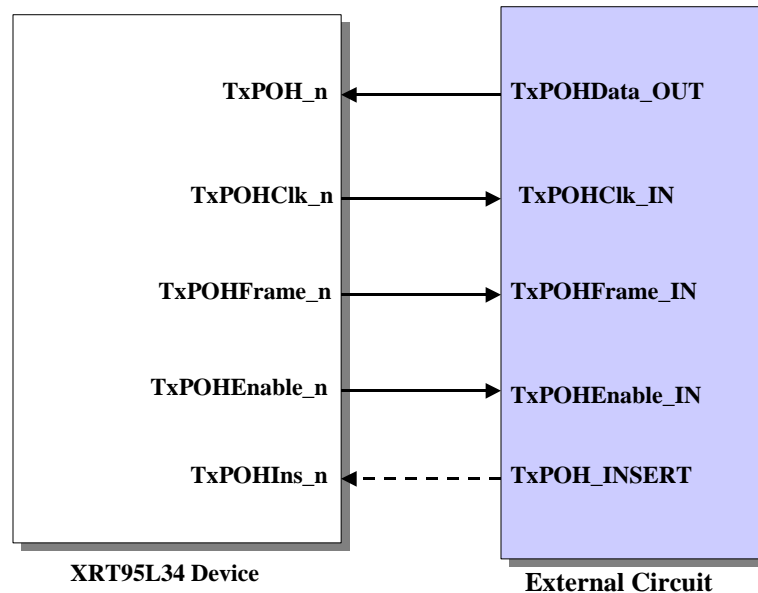 TxPOH_n
TxPOHData_OUT
TxPOHClk_n
TxPOHClk_IN
TxPOHFrame_n
TxPOHFrame_IN
TxPOHEnable_n
TxPOHEnable_IN
TxPOHIns_n
TxPOH_INSERT
XRT95L34 Device
External Circuit